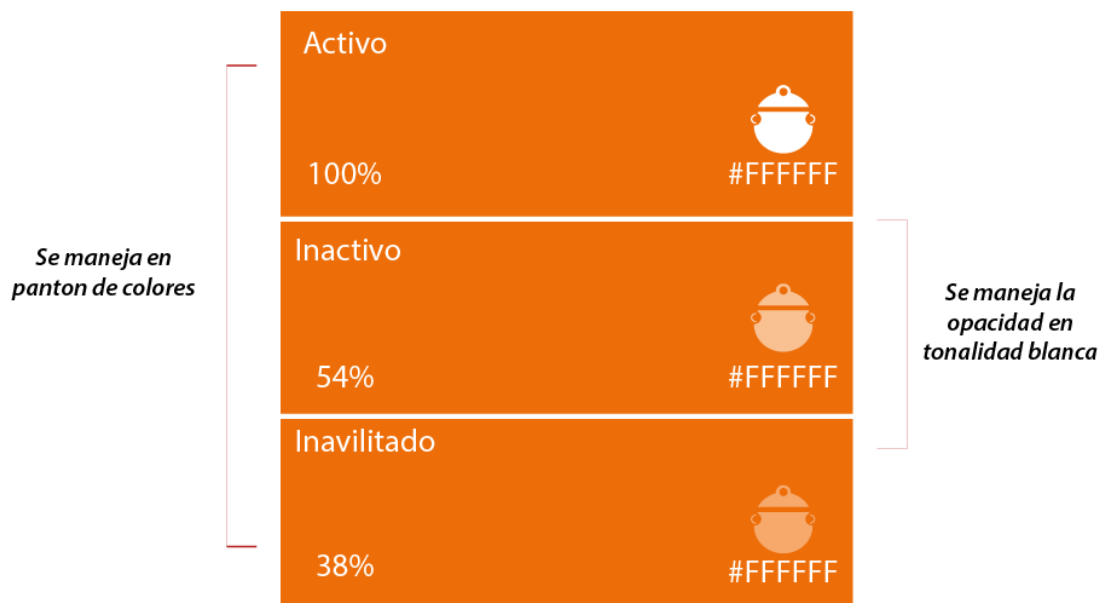 Activo
100%
#FFFFFF
Se maneja en
panton de colores
Inactivo
54%
#FFFFFF
Se maneja la
opacidad en
tonalidad blanca
Inavilitado
38%
#FFFFFF